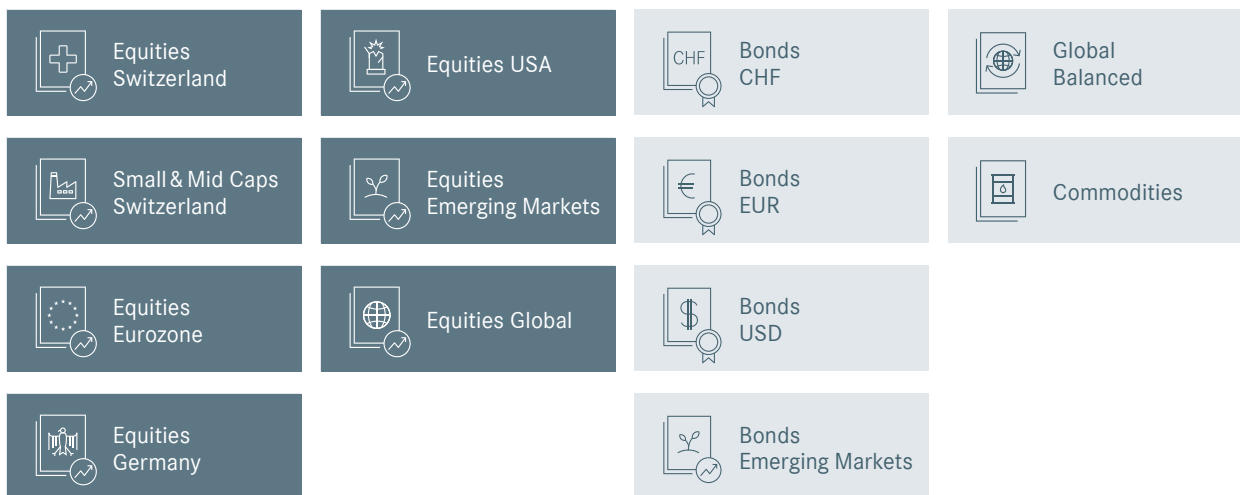 Equities
Switzerland
Equities USA
CHF
Bonds
CHF
Global
Balanced
Small & Mid Caps
Switzerland
Equities
Emerging Markets
€
Bonds
EUR
Commodities
Equities
Eurozone
Equities Global
$
Bonds
USD
Equities
Germany
Bonds
Emerging Markets